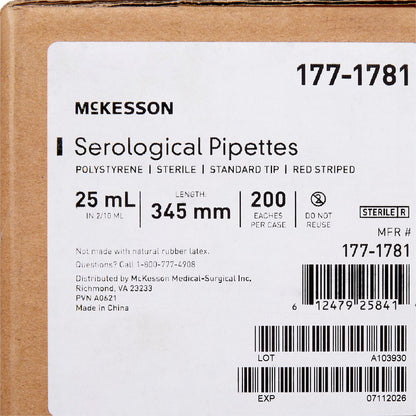 177-1781
MCKESSON
Serological Pipettes
POLYSTYRENE | STERILE | STANDARD TIP | RED STRIPED
25 mL
IN 2/10 ML
LENGTH:
345 mm
200
EACHES
PER CASE
2
DO NOT
REUSE
STERILE R
MFR #
177-1781
Not made with natural rubber latex.
Questions? Call 1-800-777-4908
Distributed by McKesson Medical-Surgical Inc.
Richmond, VA 23233
PVN A0621
Made in China
6 12479 25841
LOT A103930
EXP 07112026